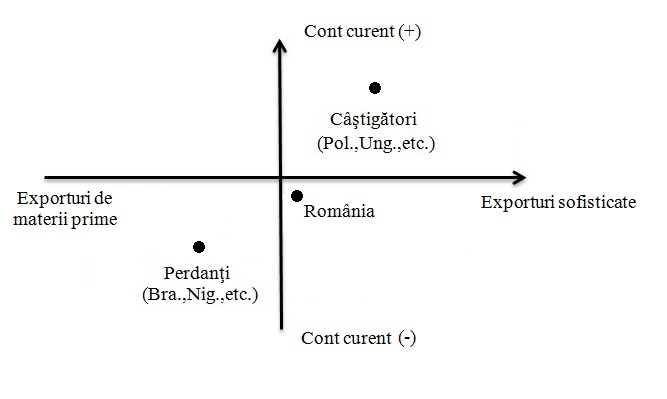 Cont curent (+)
Câştigători
(Pol.,Ung.,etc.)
Exporturi de
materii prime
Exporturi sofisticate
România
Perdanţi
(Bra.,Nig.,etc.)
Cont curent (-)